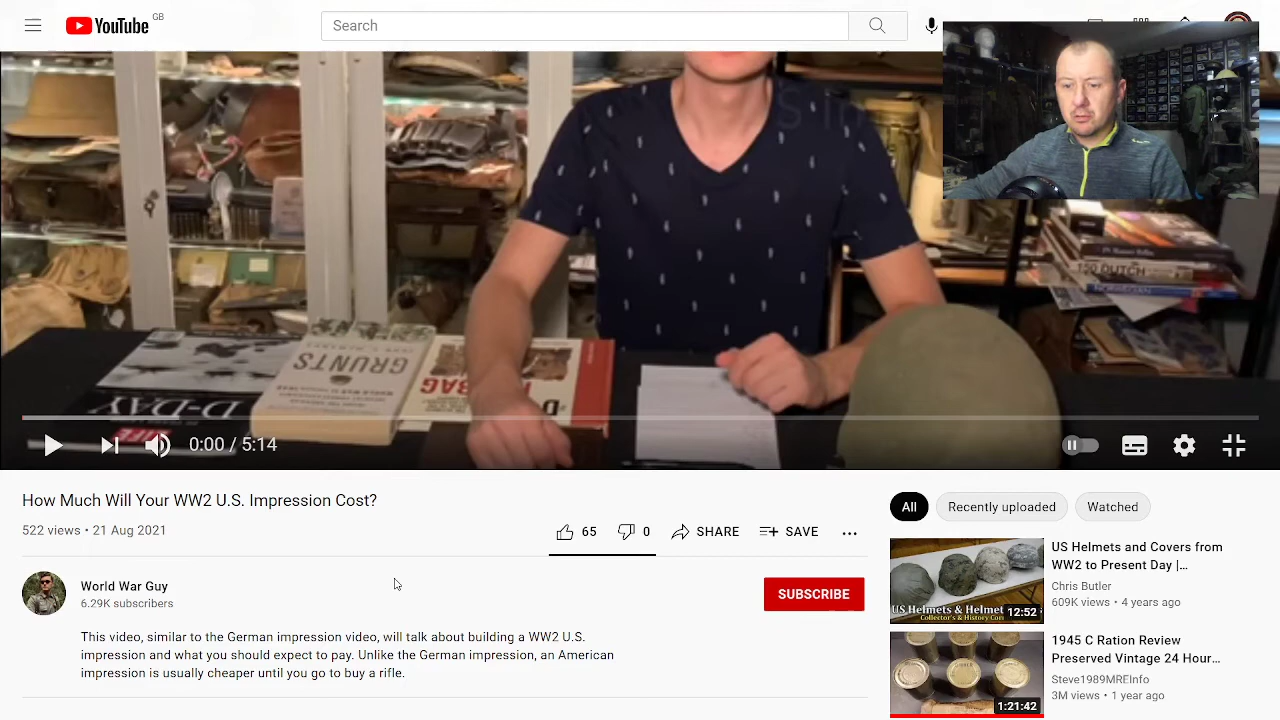 YouTube GB
Search
GRUNTS
D-DAY
BAG
0:00 / 5:14
How Much Will Your WW2 U.S. Impression Cost?
522 views • 21 Aug 2021
65
0
SHARE
SAVE
World War Guy
6.29K subscribers
SUBSCRIBE
This video, similar to the German impression video, will talk about building a WW2 U.S.
impression and what you should expect to pay. Unlike the German impression, an American
impression is usually cheaper until you go to buy a rifle.
All
Recently uploaded
Watched
US Helmets & Helmet
12:52
US Helmets and Covers from
WW2 to Present Day |...
Chris Butler
609K views • 4 years ago
1:21:42
1945 C Ration Review
Preserved Vintage 24 Hour...
Steve1989MREInfo
3M views • 1 year ago